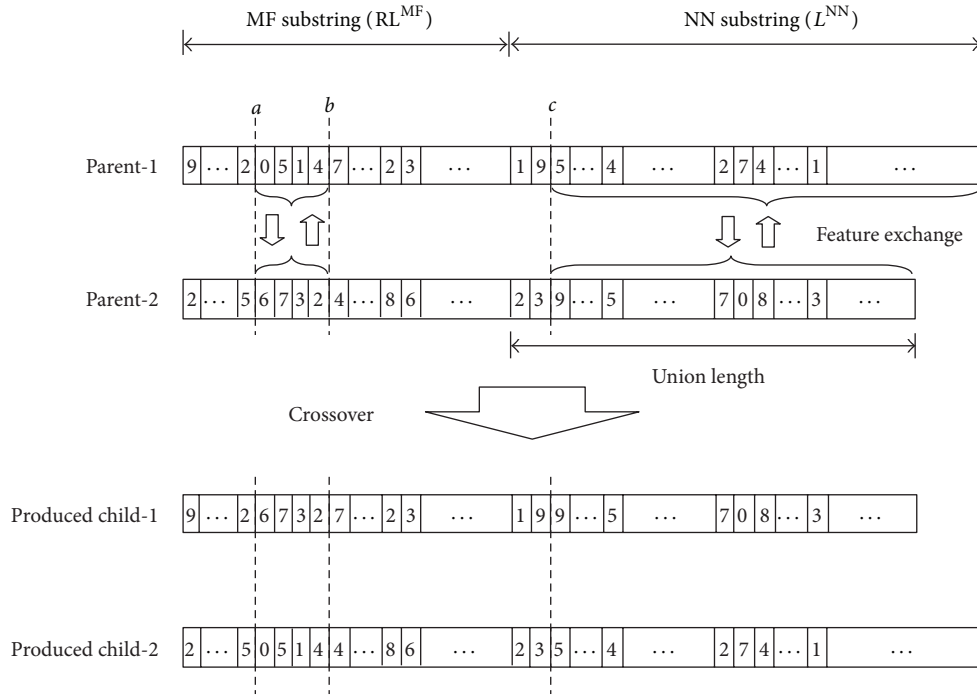 MF substring (RL^MF) NN substring (L^NN)
a b c
Parent-1 9 ... 2 0 5 1 4 7 ... 2 3 ... 1 9 5 ... 4 ... 2 7 4 ... 1 ...
Feature exchange
Parent-2 2 ... 5 6 7 3 2 4 ... 8 6 ... 2 3 9 ... 5 ... 7 0 8 ... 3 ...
Union length
Crossover
Produced child-1 9 ... 2 6 7 3 2 7 ... 2 3 ... 1 9 9 ... 5 ... 7 0 8 ... 3 ...
Produced child-2 2 ... 5 0 5 1 4 4 ... 8 6 ... 2 3 5 ... 4 ... 2 7 4 ... 1 ...